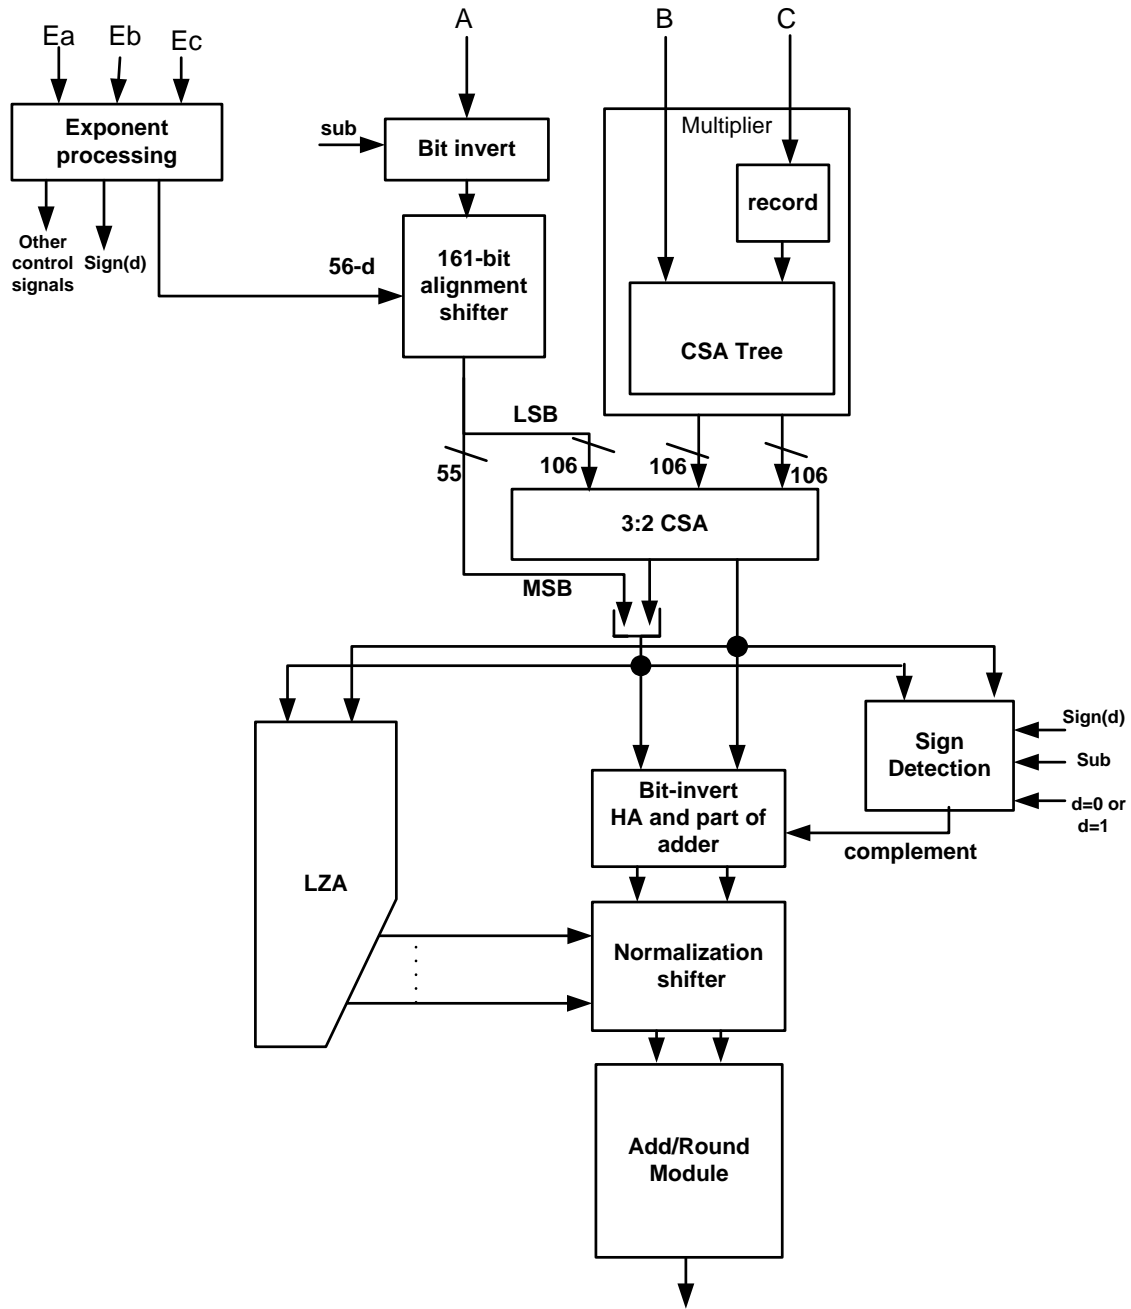 A
B
C
Ea
Eb
Ec
Exponent
processing
sub
Bit invert
Multiplier
record
Other
control
signals
Sign(d)
56-d
161-bit
alignment
shifter
CSA Tree
LSB
55
106
106
106
3:2 CSA
MSB
Sign
Detection
Sign(d)
Sub
d=0 or
d=1
Bit-invert
HA and part of
adder
complement
LZA
Normalization
shifter
Add/Round
Module